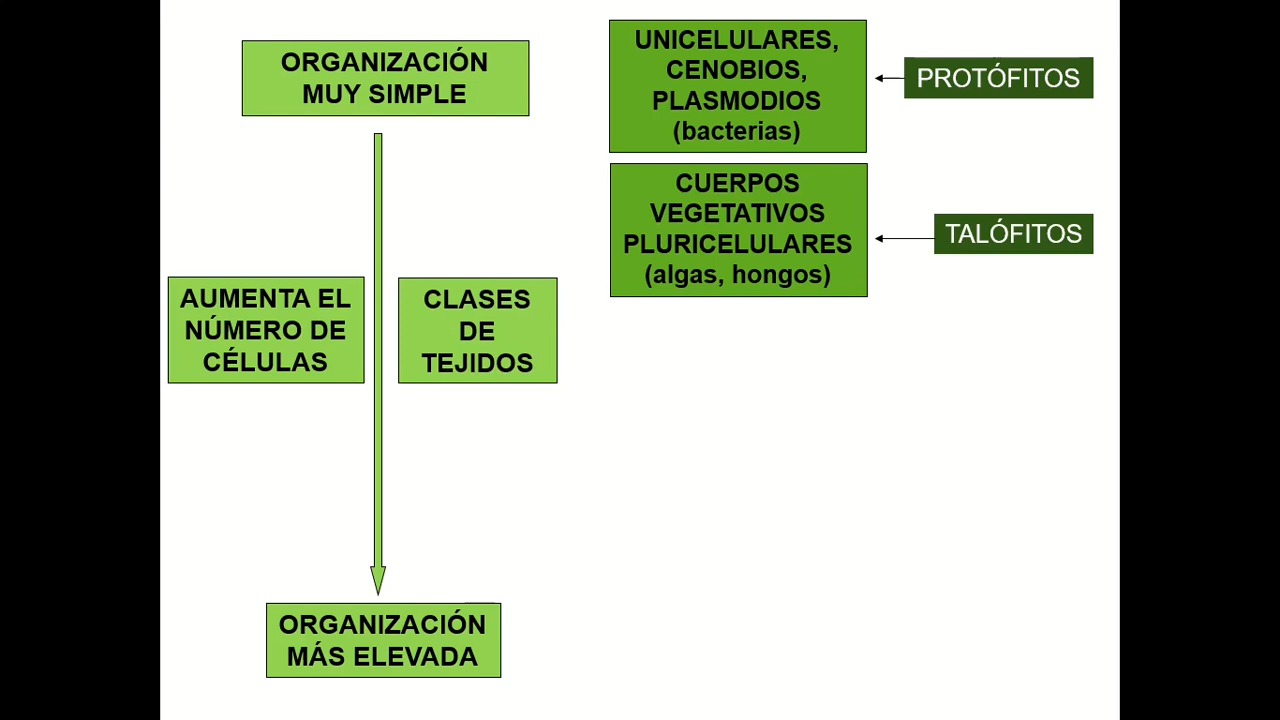 ORGANIZACIÓN
MUY SIMPLE
UNICELULARES,
CENOBIOS,
PLASMODIOS
(bacterias)
PROTÓFITOS
CUERPOS
VEGETATIVOS
PLURICELULARES
(algas, hongos)
TALÓFITOS
AUMENTA EL
NÚMERO DE
CÉLULAS
CLASES
DE
TEJIDOS
ORGANIZACIÓN
MÁS ELEVADA